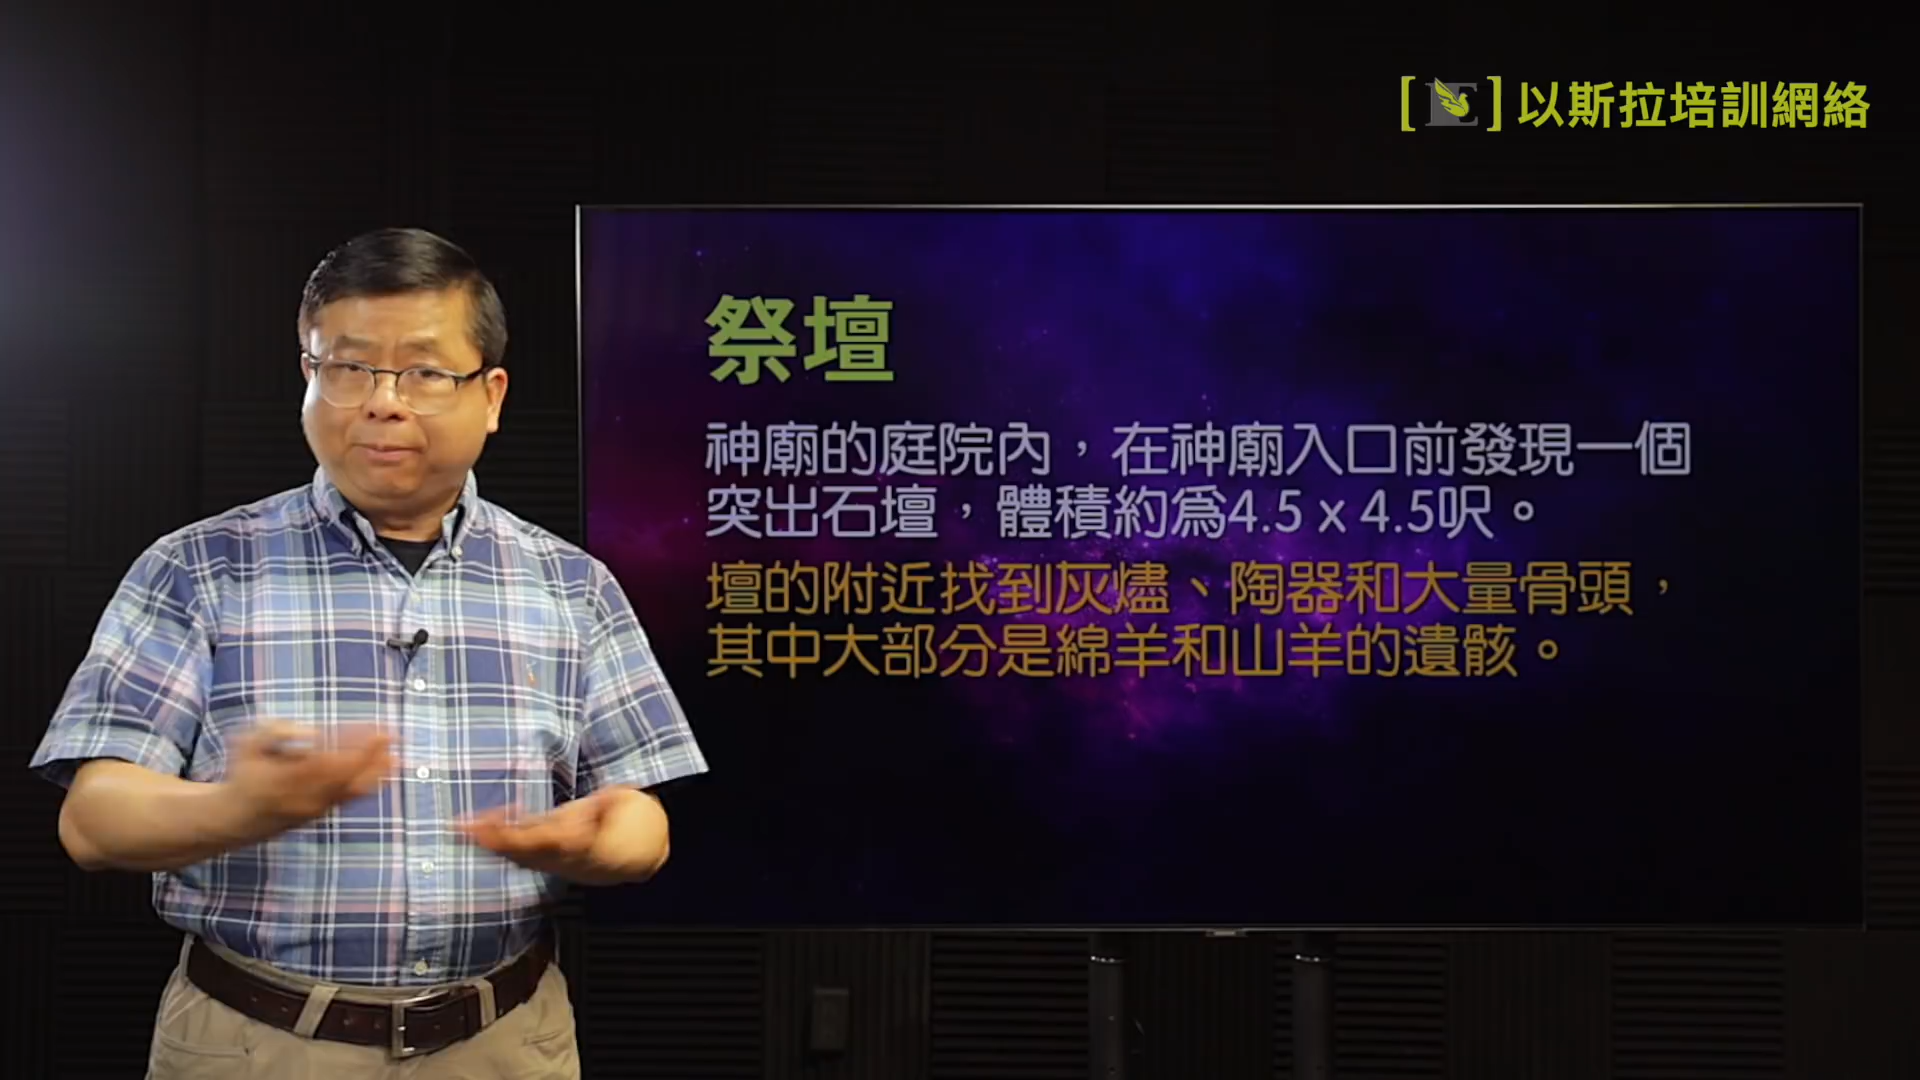 以斯拉培訓網絡
祭壇
神廟的庭院內，在神廟入口前發現一個
突出石壇，體積約為4.5 x 4.5呎。
壇的附近找到灰燼、陶器和大量骨頭，
其中大部分是綿羊和山羊的遺骸。